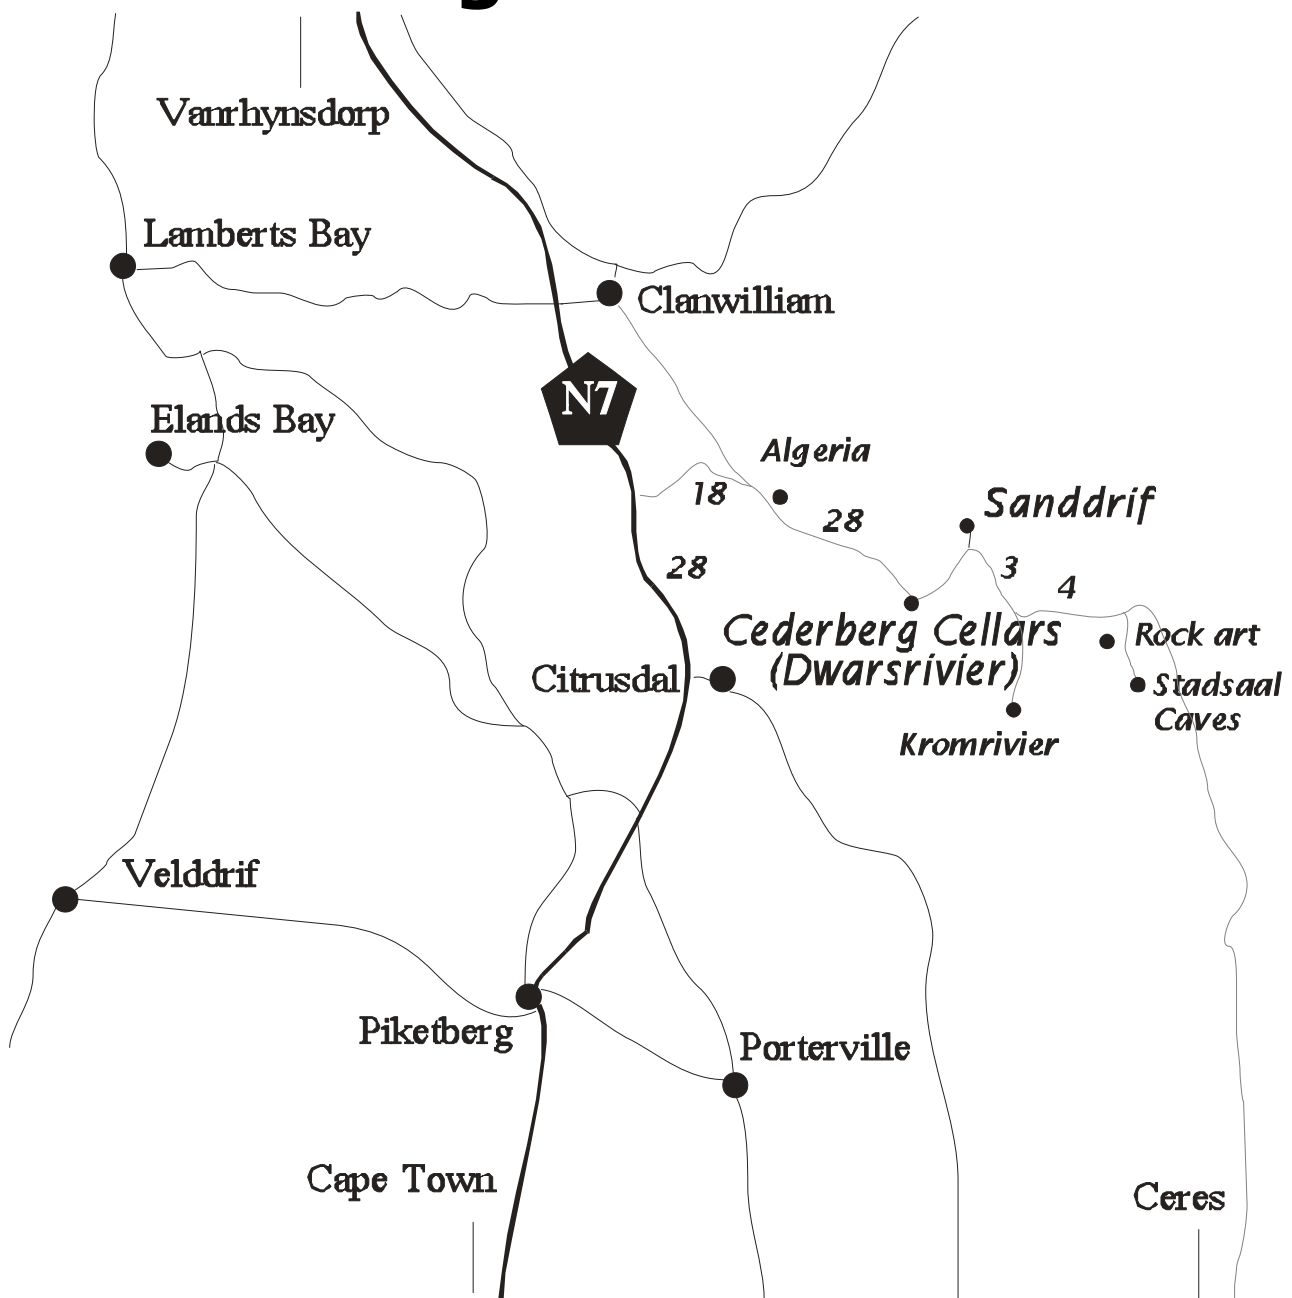 Vanrhynsdorp
Lamberts Bay
Clanwilliam
N7
Elands Bay
Algeria
18
28
Sanddrif
28
3
4
Cederberg Cellars
(Dwarsrivier)
Rock art
Citrusdal
Stadsaal
Caves
Kromrivier
Velddrif
Piketberg
Porterville
Cape Town
Ceres